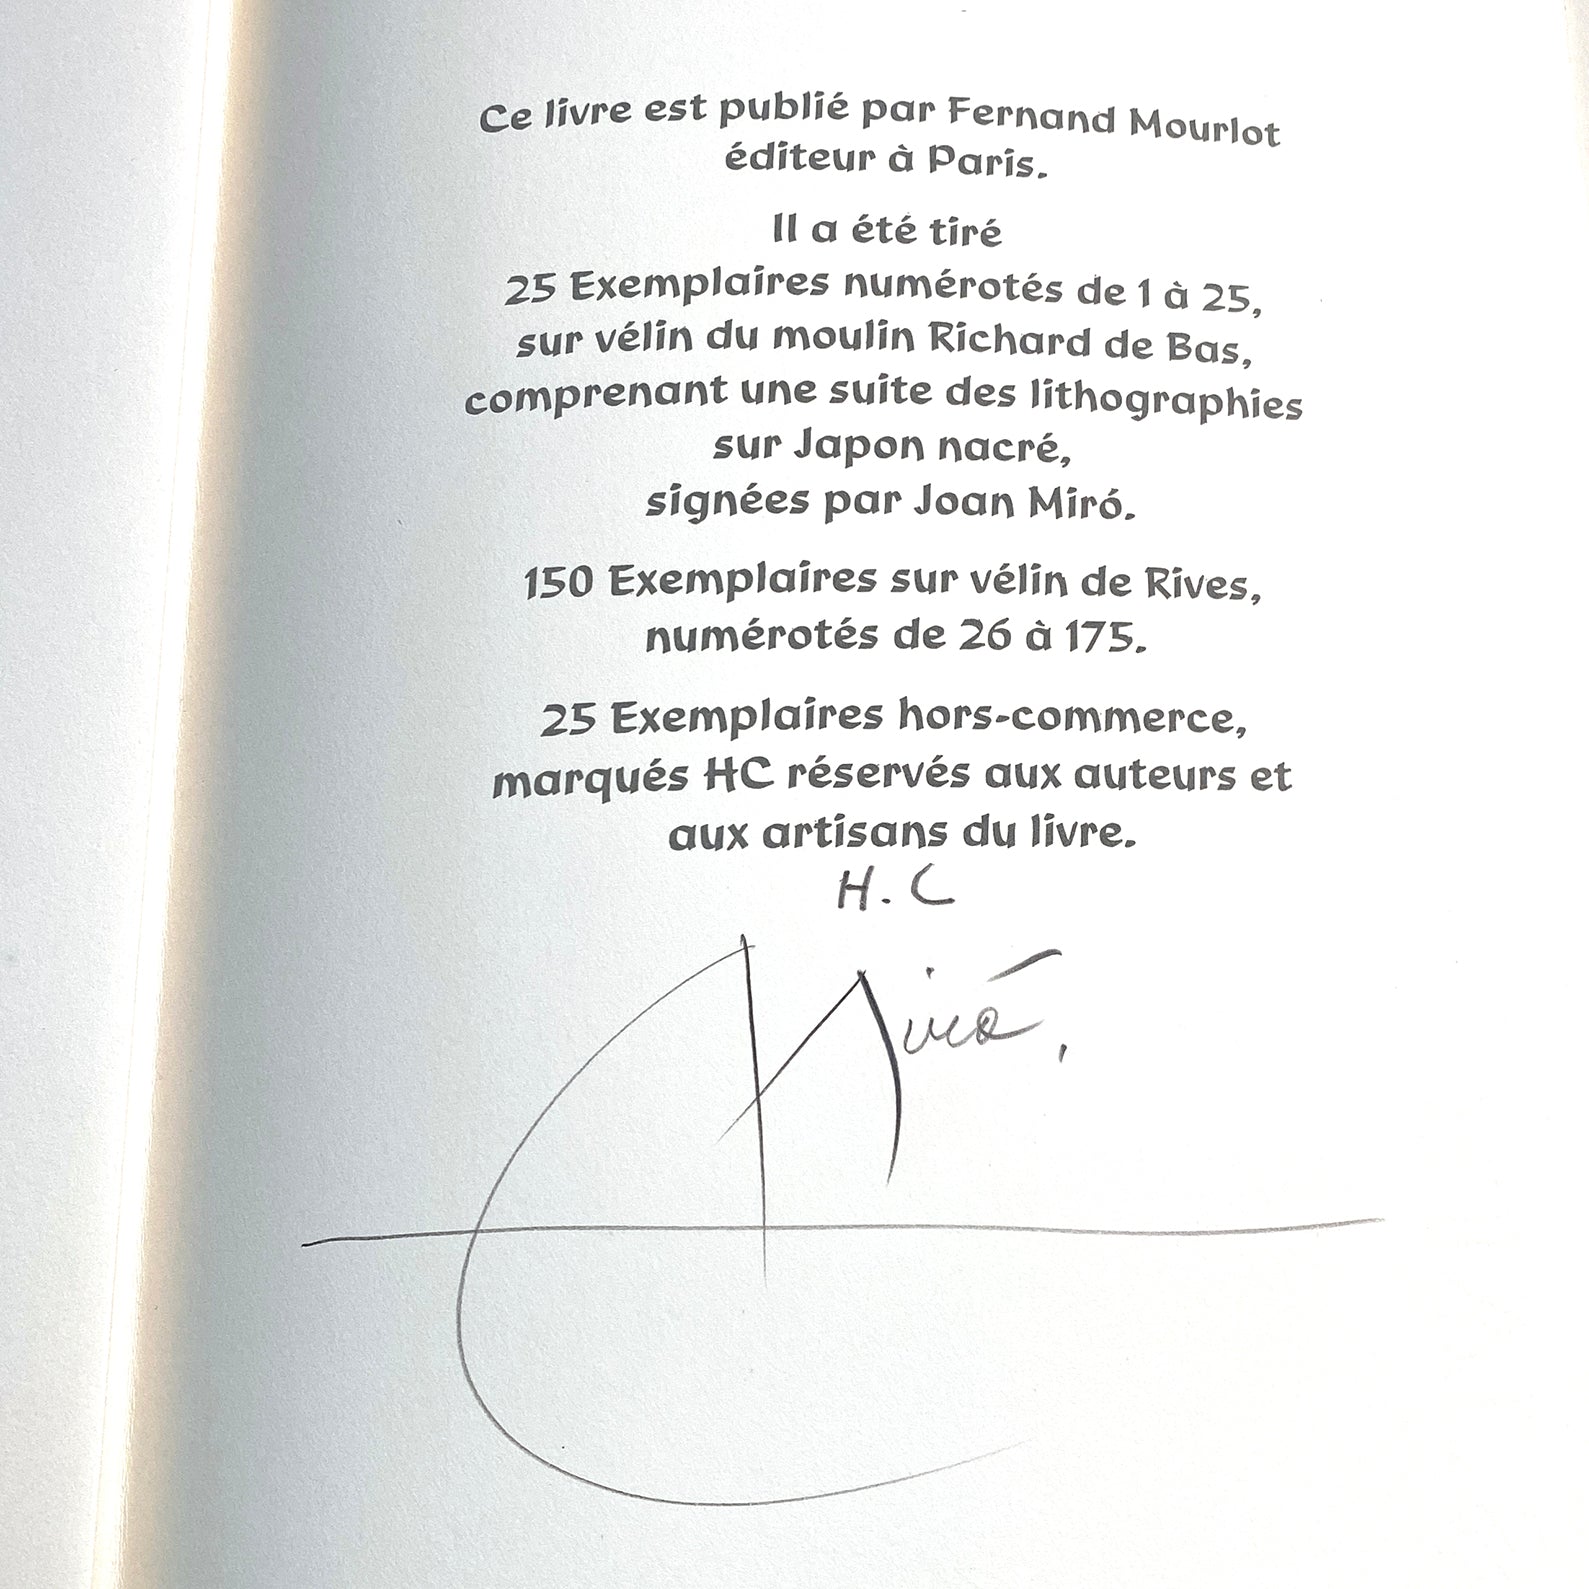 Ce livre est publié par Fernand Mourlot
éditeur à Paris.
Il a été tiré
25 Exemplaires numérotés de 1 à 25,
sur vélin du moulin Richard de Bas,
comprenant une suite des lithographies
sur Japon nacré,
signées par Joan Miró.
150 Exemplaires sur vélin de Rives,
numérotés de 26 à 175.
25 Exemplaires hors-commerce,
marqués HC réservés aux auteurs et
aux artisans du livre.
H. C
Miró.